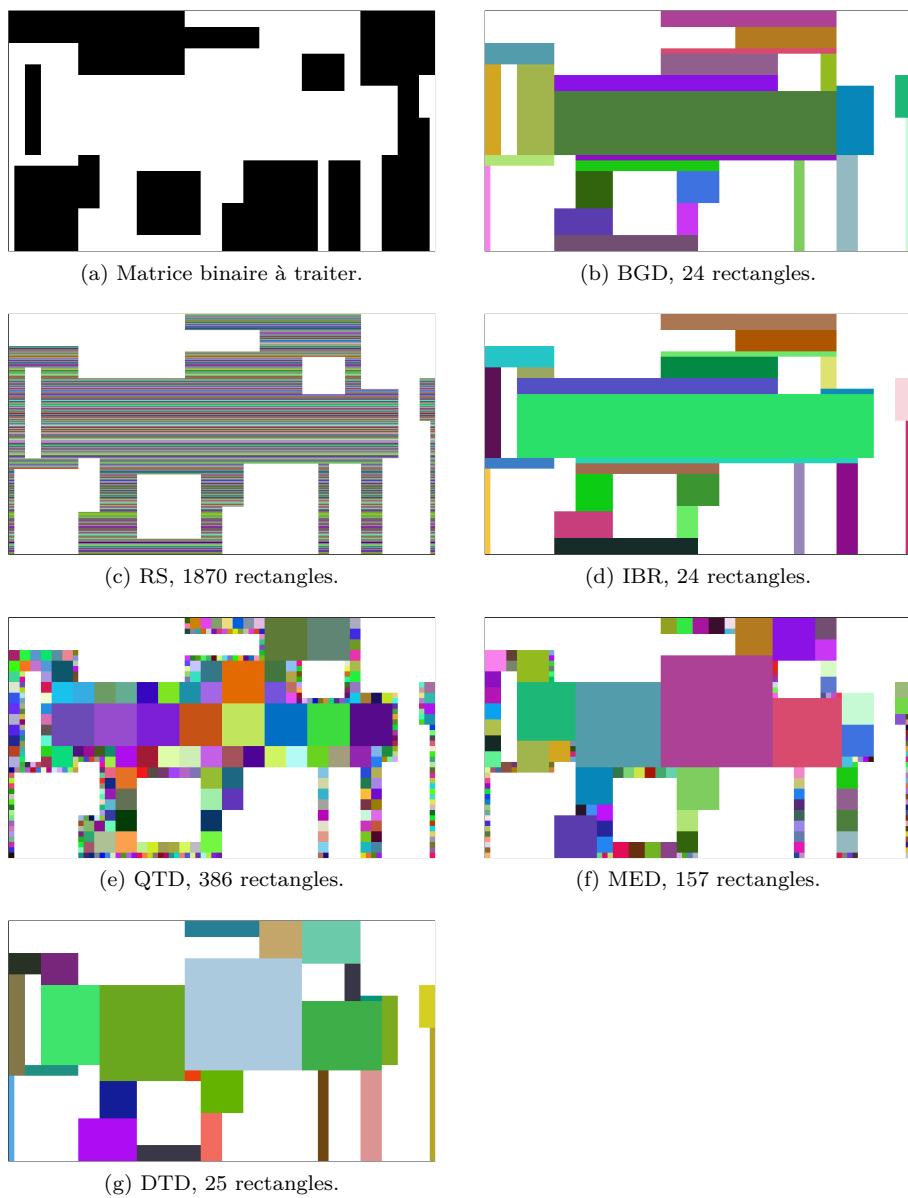 (a) Matrice binaire à traiter.
(b) BGD, 24 rectangles.
(c) RS, 1870 rectangles.
(d) IBR, 24 rectangles.
(e) QTD, 386 rectangles.
(f) MED, 157 rectangles.
(g) DTD, 25 rectangles.